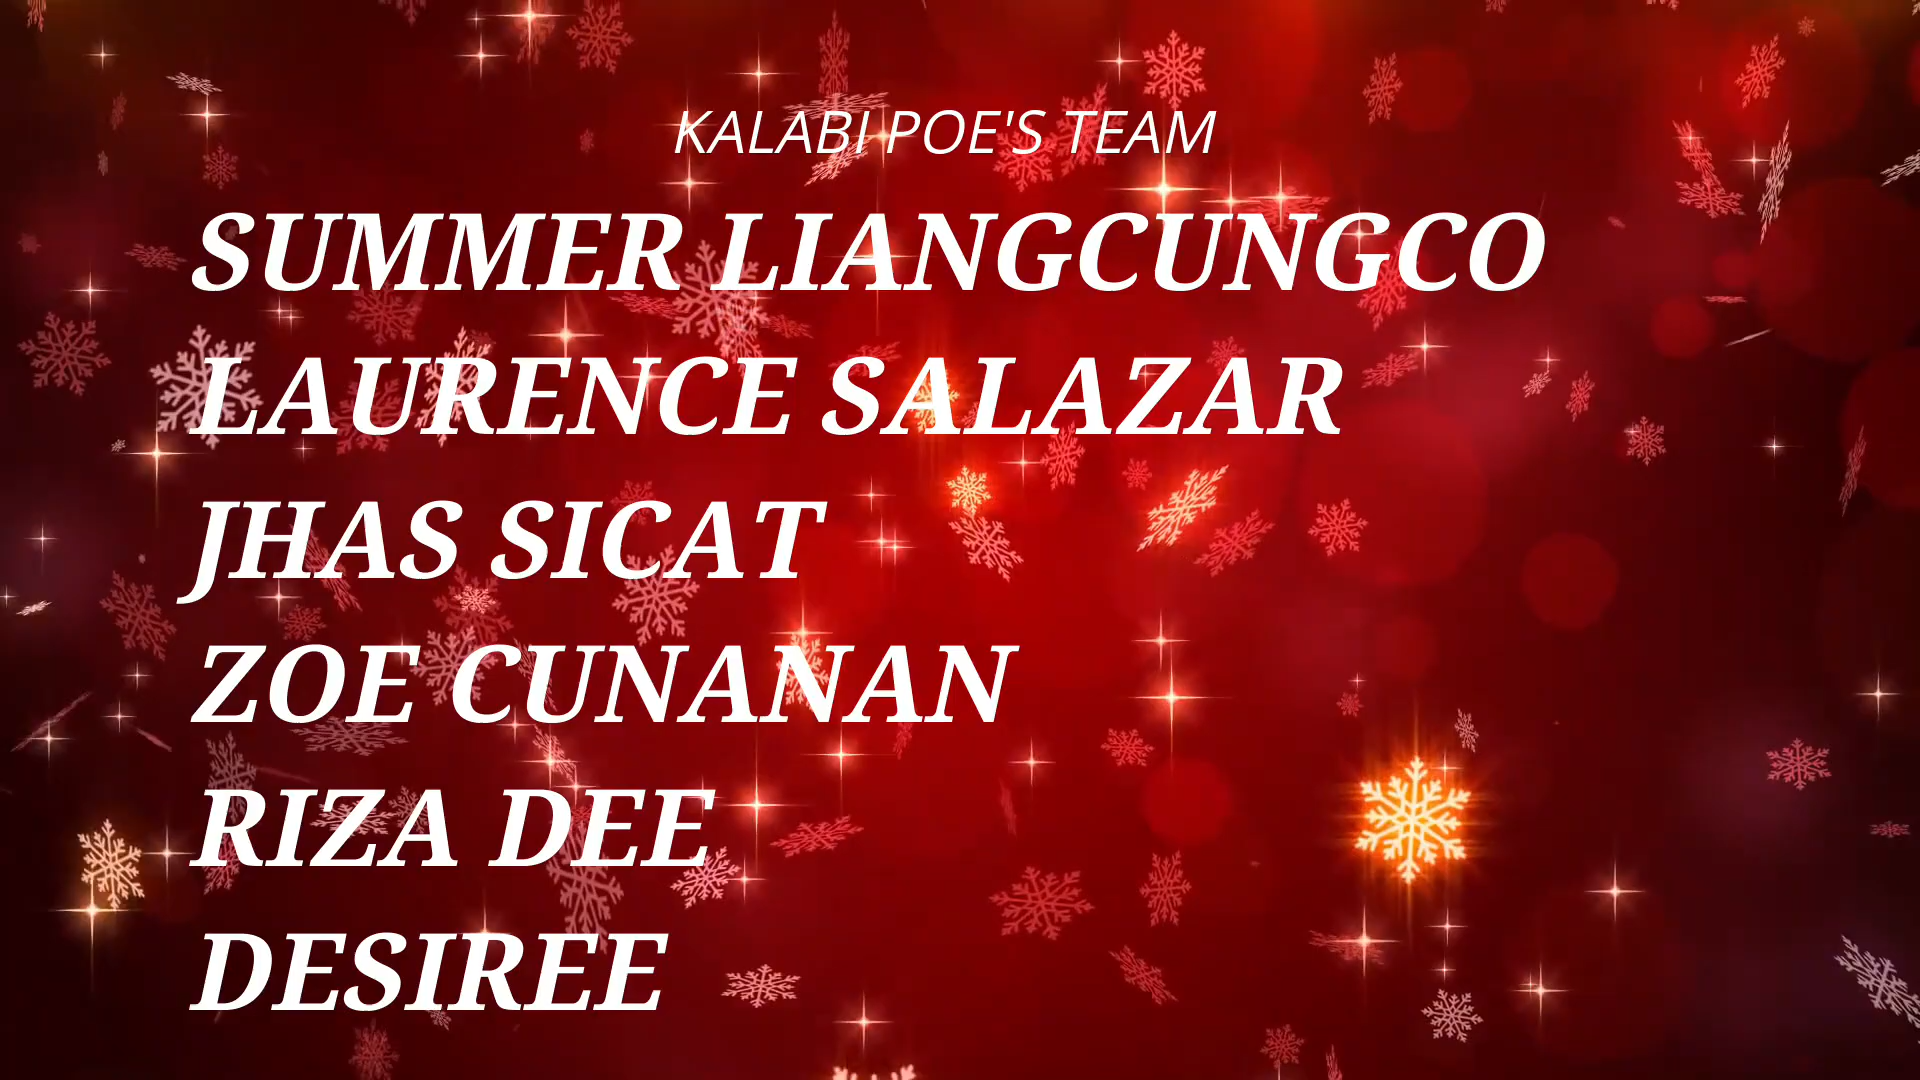 KALABI POE'S TEAM
SUMMER LIANGCUNGCO
LAURENCE SALAZAR
JHAS SICAT
ZOE CUNANAN
RIZA DEE
DESIREE